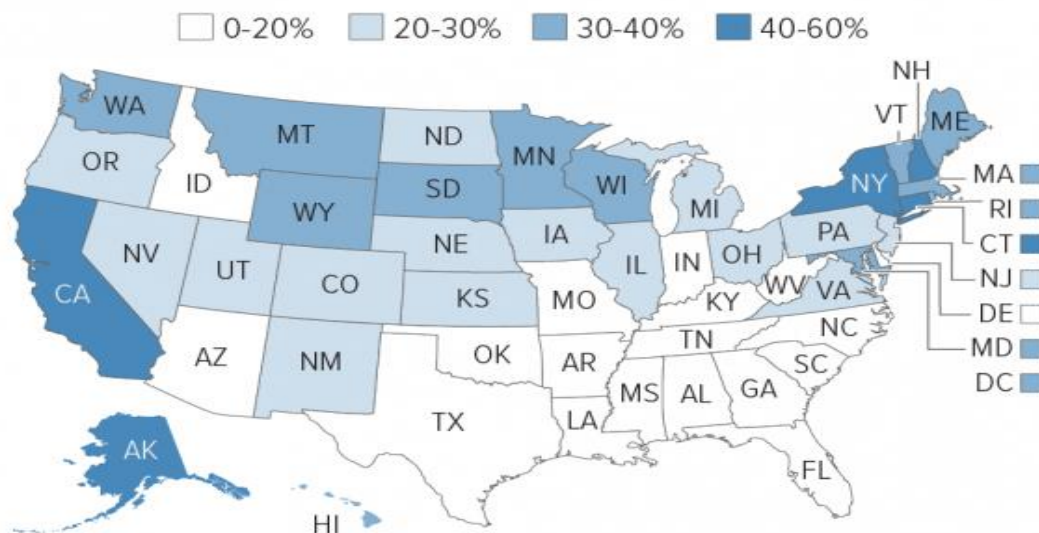 0-20% 20-30% 30-40% 40-60%
NH
WA MT ND VT ME
OR MN
ID SD WI NY MA
WY MI RI
NV NE IA PA CT
UT IL IN OH NJ
CA CO KS MO WV VA DE
KY
AZ NM OK TN NC MD
AR SC DC
MS AL GA
TX LA
AK FL
HI